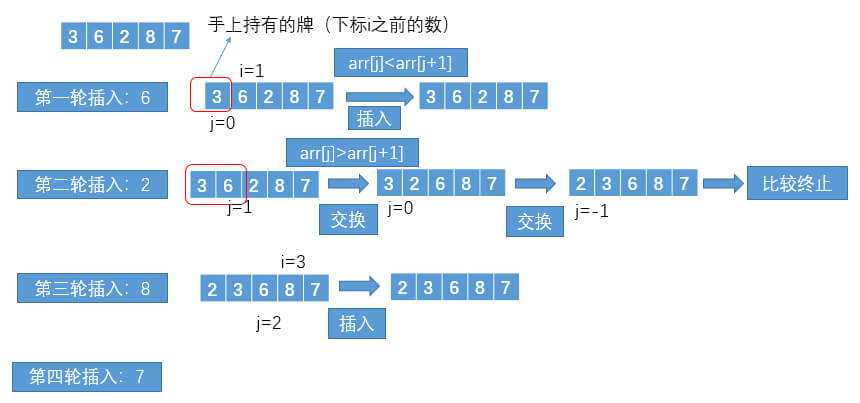 3 6 2 8 7
手上持有的牌（下标i之前的数）
第一轮插入：6
i=1
3 6 2 8 7
j=0
arr[j]<arr[j+1]
插入
3 6 2 8 7
第二轮插入：2
3 6 2 8 7
j=1
arr[j]>arr[j+1]
交换
3 2 6 8 7
j=0
交换
2 3 6 8 7
j=-1
比较终止
第三轮插入：8
i=3
2 3 6 8 7
j=2
插入
2 3 6 8 7
第四轮插入：7